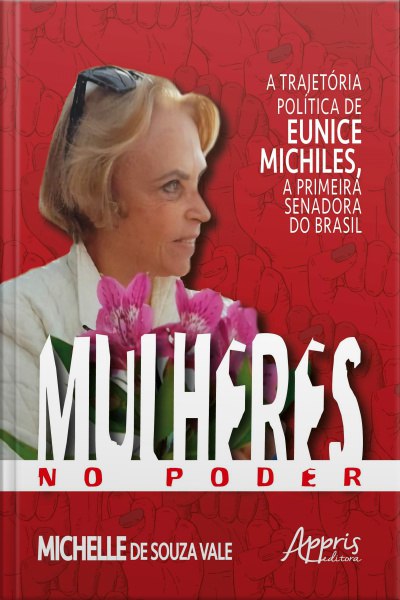 A TRAJETÓRIA
POLÍTICA DE
EUNICE
MICHILES,
A PRIMEIRA
SENADORA
DO BRASIL
MULHERES
NO PODER
MICHELLE DE SOUZA VALE
Appris
editora